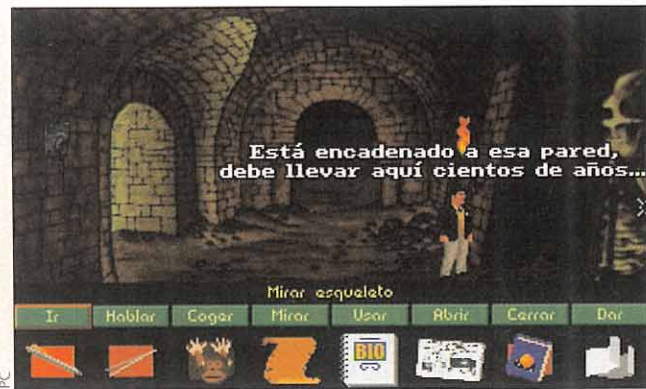 Está encadenado a esa pared,
debe llevar aquí cientos de años...
Mirar esqueleto
Ir Hablar Coger Mirar Usar Abrir Cerrar Dar
BIO
PC